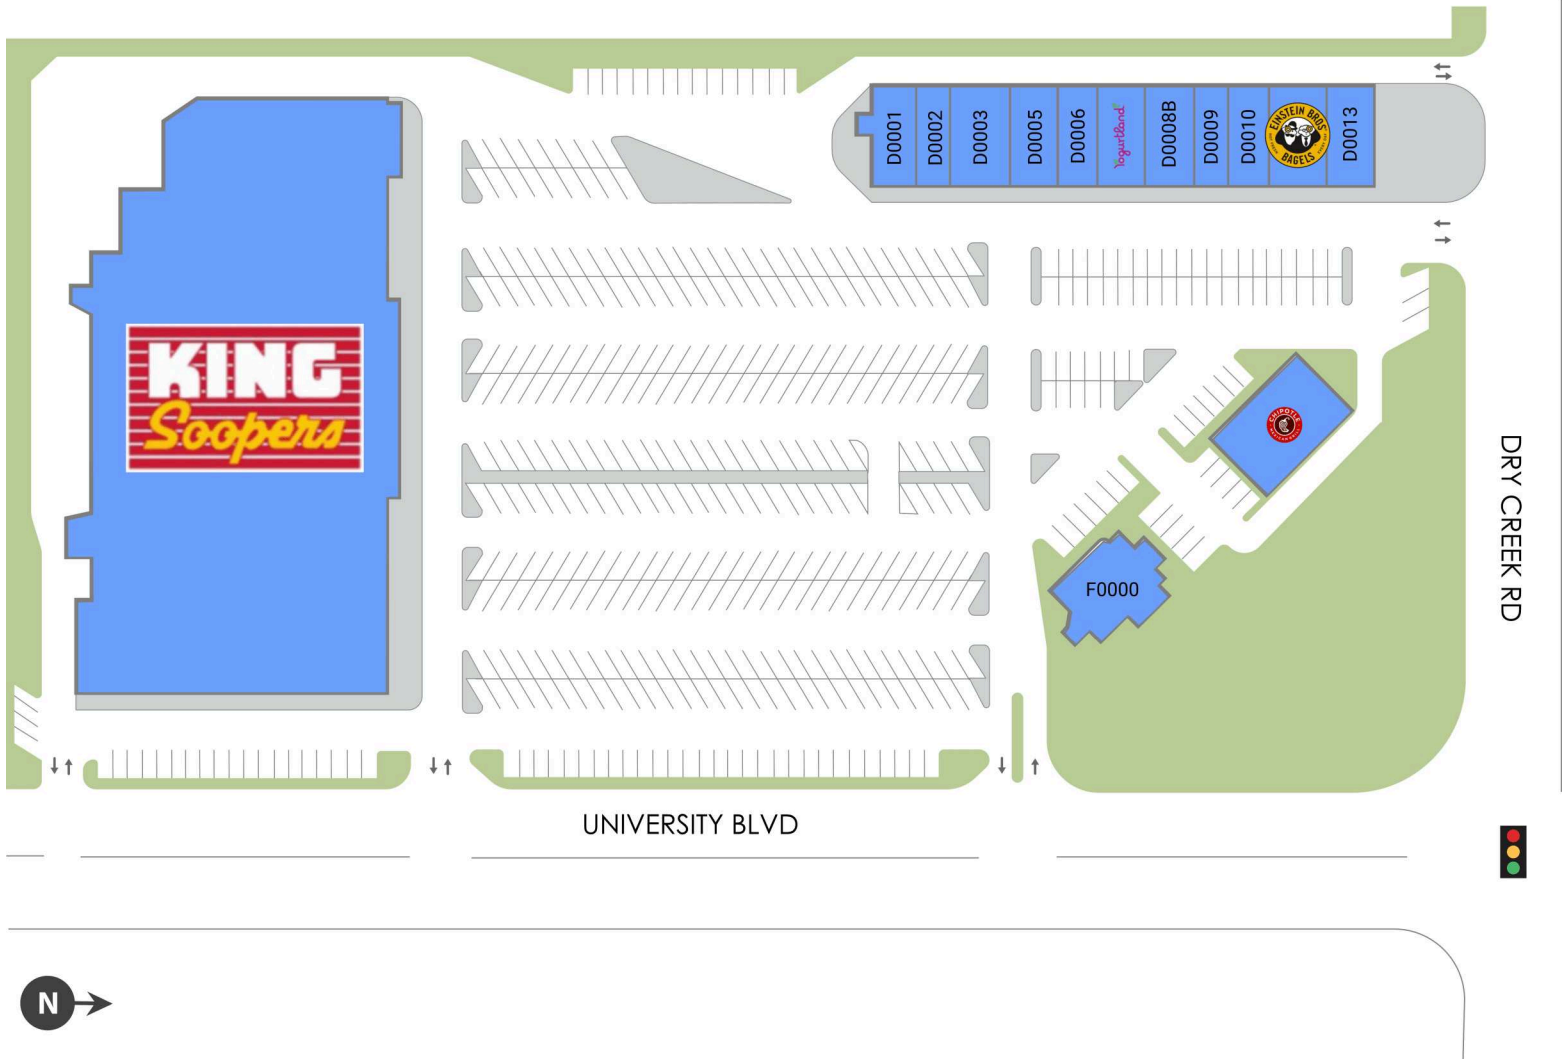 D0001
D0002
D0003
D0005
D0006
Yogurtland
D0008B
D0009
D0010
EINSTEIN BROS
BAGELS
D0013
KING
Soopers
CHIPOTLE
F0000
DRY CREEK RD
UNIVERSITY BLVD
N